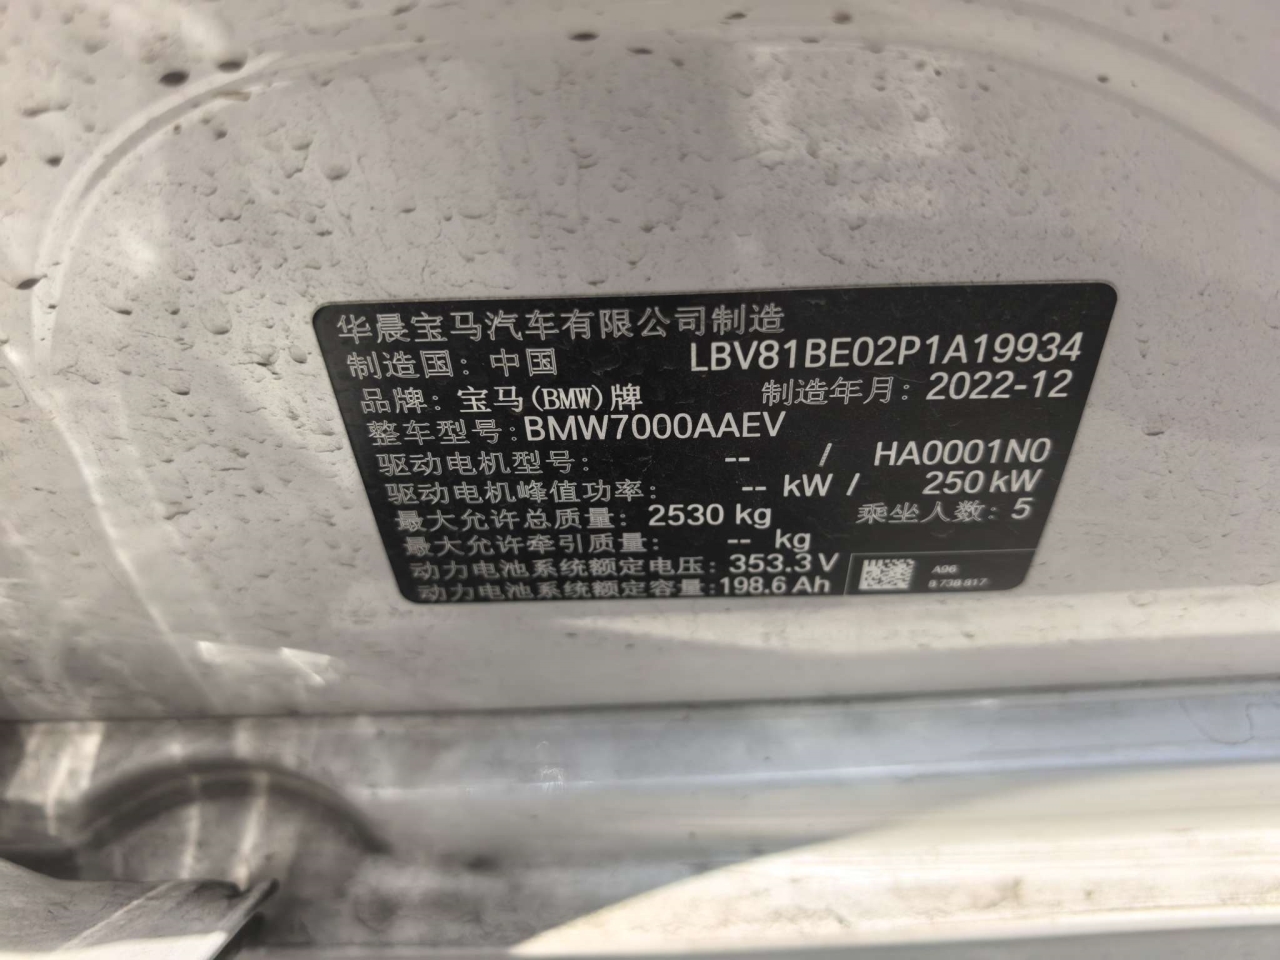 华晨宝马汽车有限公司制造
制造国: 中国 LBV81BE02P1A19934
品牌: 宝马(BMW)牌 制造年月: 2022-12
整车型号: BMW7000AAEV
驱动电机型号: -- / HA0001N0
驱动电机峰值功率: -- kW / 250 kW
最大允许总质量: 2530 kg 乘坐人数: 5
最大允许牵引质量: -- kg
动力电池系统额定电压: 353.3 V
动力电池系统额定容量: 198.6 Ah
A96
8 738 817